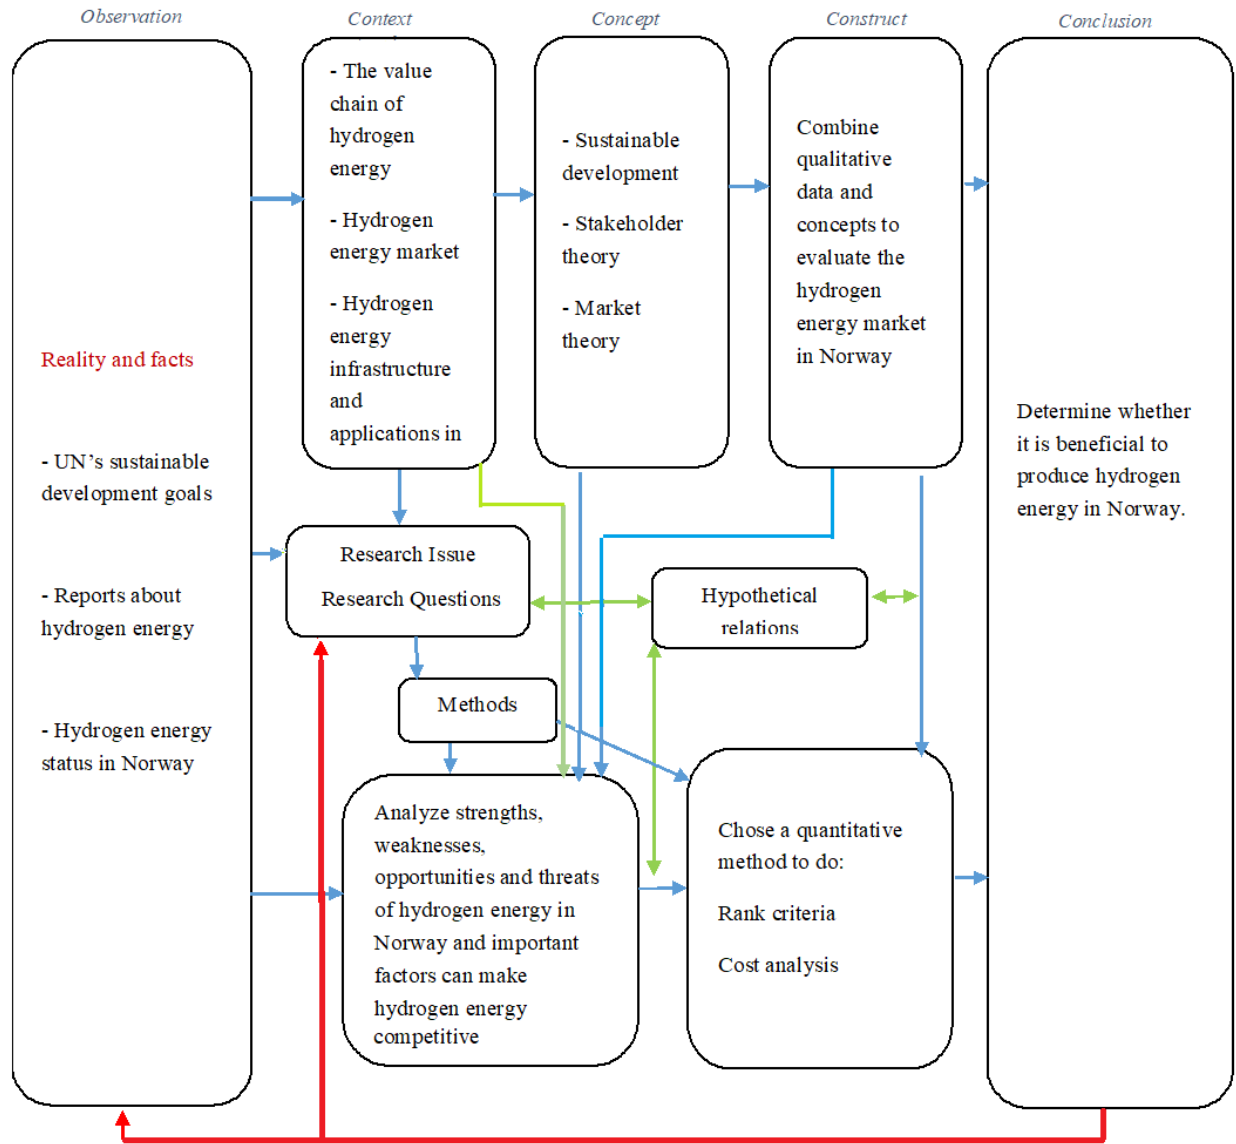 Observation
Context
Concept
Construct
Conclusion
Reality and facts
- UN’s sustainable
development goals
- Reports about
hydrogen energy
- Hydrogen energy
status in Norway
- The value
chain of
hydrogen
energy
- Hydrogen
energy market
- Hydrogen
energy
infrastructure
and
applications in
- Sustainable
development
- Stakeholder
theory
- Market
theory
Combine
qualitative
data and
concepts to
evaluate the
hydrogen
energy market
in Norway
Determine whether
it is beneficial to
produce hydrogen
energy in Norway.
Research Issue
Research Questions
Hypothetical
relations
Methods
Analyze strengths,
weaknesses,
opportunities and threats
of hydrogen energy in
Norway and important
factors can make
hydrogen energy
competitive
Chose a quantitative
method to do:
Rank criteria
Cost analysis